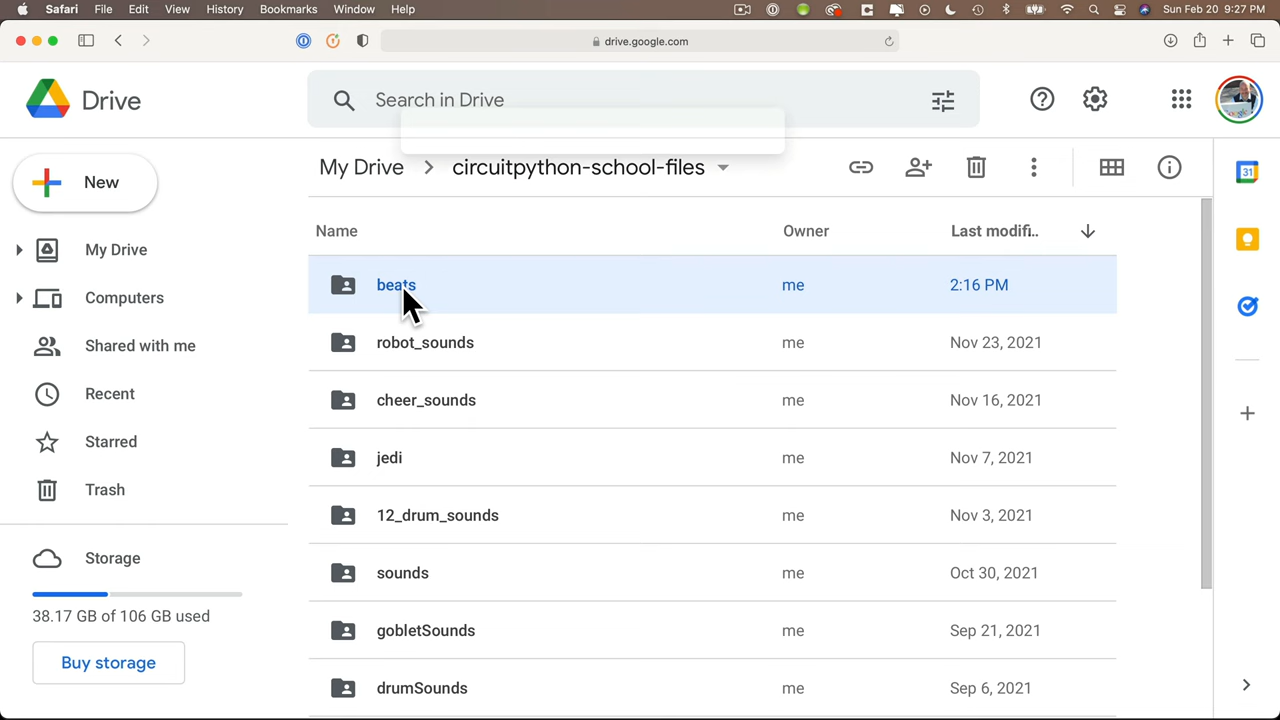 Safari File Edit View History Bookmarks Window Help Sun Feb 20 9:27 PM
drive.google.com
Drive
Search in Drive
New
My Drive circuitpython-school-files
Name Owner Last modifi..
My Drive
Computers
Shared with me
Recent
Starred
Trash
Storage
38.17 GB of 106 GB used
Buy storage
beats me 2:16 PM
robot_sounds me Nov 23, 2021
cheer_sounds me Nov 16, 2021
jedi me Nov 7, 2021
12_drum_sounds me Nov 3, 2021
sounds me Oct 30, 2021
gobletSounds me Sep 21, 2021
drumSounds me Sep 6, 2021
31